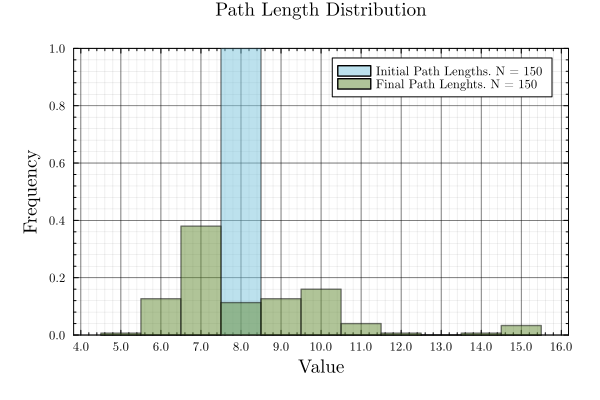 Path Length Distribution
1.0
0.8
0.6
0.4
0.2
0.0
Frequency
Initial Path Lengths. N = 150
Final Path Lenghts. N = 150
4.0 5.0 6.0 7.0 8.0 9.0 10.0 11.0 12.0 13.0 14.0 15.0 16.0
Value